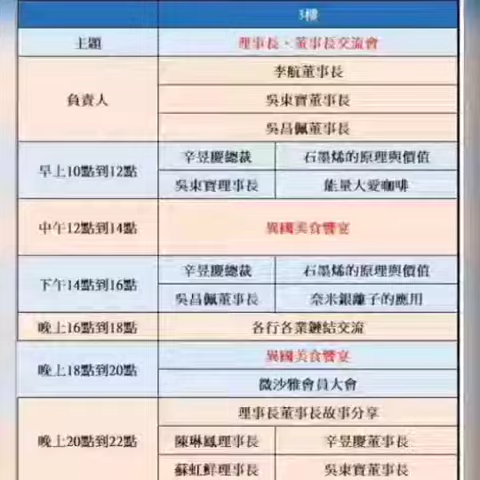 3樓
主題
理事長、董事長交流會
負責人
李航董事長
吳東寶董事長
吳昌佩董事長
早上10點到12點
辛昱慶總裁
石墨烯的原理與價值
吳東寶理事長
能量大愛咖啡
中午12點到14點
異國美食饗宴
下午14點到16點
辛昱慶總裁
石墨烯的原理與價值
吳昌佩董事長
奈米銀離子的應用
晚上16點到18點
各行各業鏈結交流
晚上18點到20點
異國美食饗宴
微沙雅會員大會
晚上20點到22點
理事長董事長故事分享
陳琳鳳理事長
辛昱慶董事長
蘇虹鮮理事長
吳東寶董事長